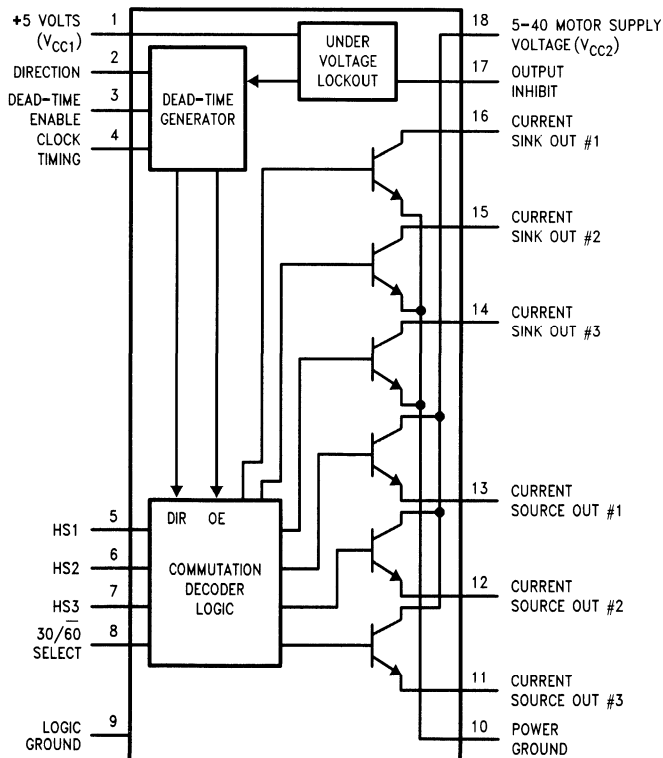 +5 VOLTS
(VCC1)
1
DIRECTION
2
DEAD-TIME
ENABLE
3
CLOCK
TIMING
4
UNDER
VOLTAGE
LOCKOUT
DEAD-TIME
GENERATOR
18
5-40 MOTOR SUPPLY
VOLTAGE (VCC2)
17
OUTPUT
INHIBIT
16
CURRENT
SINK OUT #1
15
CURRENT
SINK OUT #2
14
CURRENT
SINK OUT #3
13
CURRENT
SOURCE OUT #1
12
CURRENT
SOURCE OUT #2
11
CURRENT
SOURCE OUT #3
10
POWER
GROUND
DIR OE
COMMUTATION
DECODER
LOGIC
HS1
5
HS2
6
HS3
7
30/6̅0̅
SELECT
8
LOGIC
GROUND
9